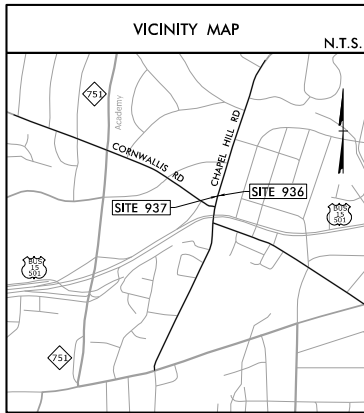 VICINITY MAP
N.T.S.
751
Academy
CORNWALLIS RD
CHAPEL HILL RD
SITE 936
SITE 937
BUS
15
501
BUS
15
501
751